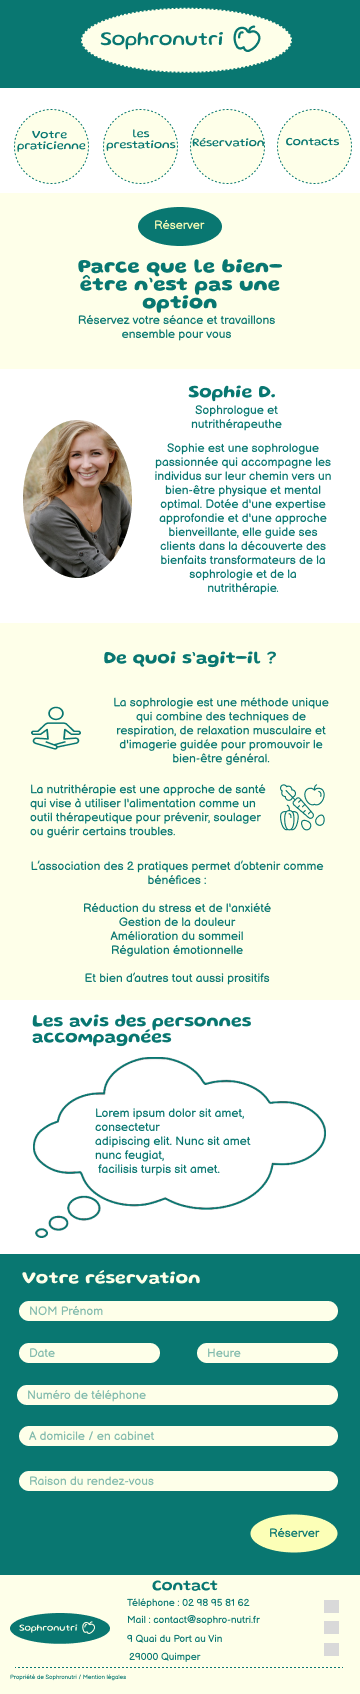 Sophronutri
Votre
praticienne
les
prestations
Réservation
Contacts
Réserver
Parce que le bien-
être n'est pas une
option
Réservez votre séance et travaillons
ensemble pour vous
Sophie D.
Sophrologue et
nutrithérapeuthe
Sophie est une sophrologue
passionnée qui accompagne les
individus sur leur chemin vers un
bien-être physique et mental
optimal. Dotée d'une expertise
approfondie et d'une approche
bienveillante, elle guide ses
clients dans la découverte des
bienfaits transformateurs de la
sophrologie et de la
nutrithérapie.
De quoi s'agit-il ?
La sophrologie est une méthode unique
qui combine des techniques de
respiration, de relaxation musculaire et
d'imagerie guidée pour promouvoir le
bien-être général.
La nutrithérapie est une approche de santé
qui vise à utiliser l'alimentation comme un
outil thérapeutique pour prévenir, soulager
ou guérir certains troubles.
L'association des 2 pratiques permet d'obtenir comme
bénéfices :
Réduction du stress et de l'anxiété
Gestion de la douleur
Amélioration du sommeil
Régulation émotionnelle
Et bien d'autres tout aussi prositifs
Les avis des personnes
accompagnées
Lorem ipsum dolor sit amet,
consectetur
adipiscing elit. Nunc sit amet
nunc feugiat,
facilisis turpis sit amet.
Votre réservation
NOM Prénom
Date
Heure
Numéro de téléphone
A domicile / en cabinet
Raison du rendez-vous
Réserver
Contact
Téléphone : 02 98 95 81 62
Mail : contact@sophro-nutri.fr
Sophronutri
9 Quai du Port au Vin
29000 Quimper
Propriété de Sophronutri / Mention légales